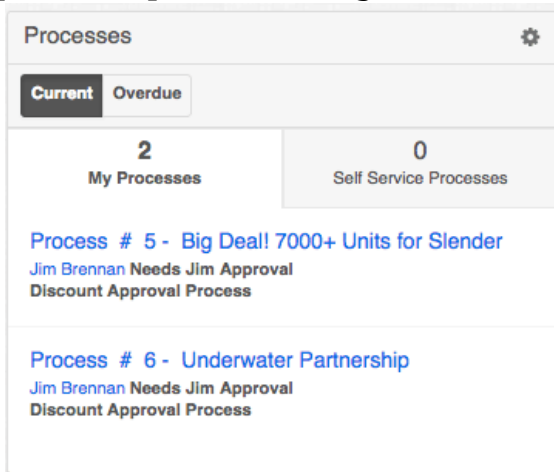 Processes
Current Overdue
2 0
My Processes Self Service Processes
Process # 5 - Big Deal! 7000+ Units for Slender
Jim Brennan Needs Jim Approval
Discount Approval Process
Process # 6 - Underwater Partnership
Jim Brennan Needs Jim Approval
Discount Approval Process